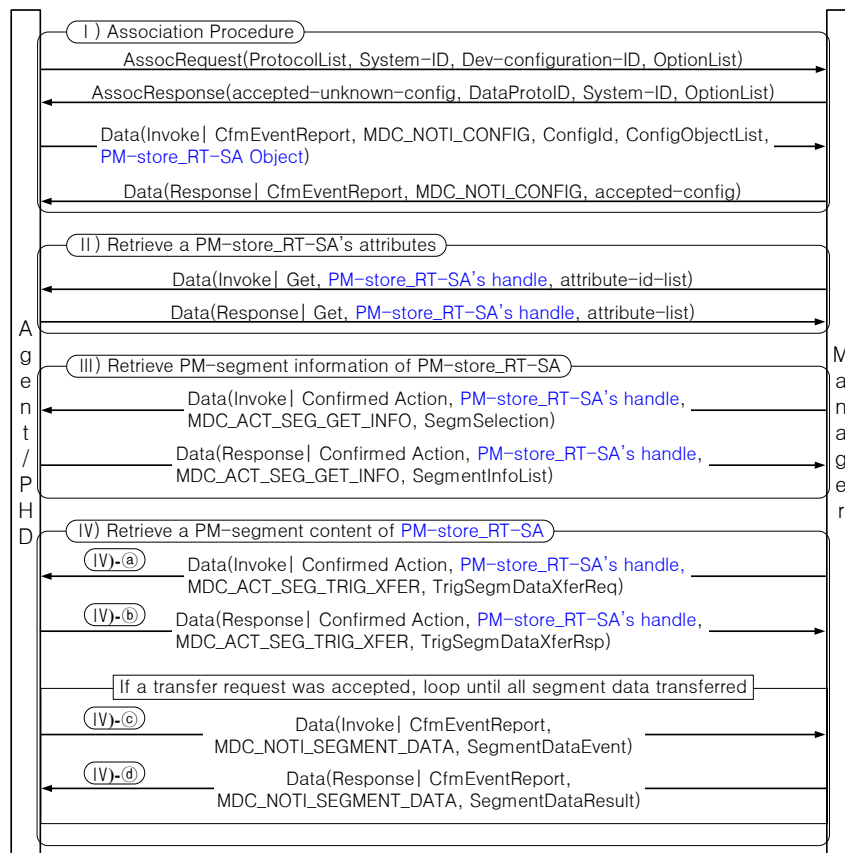 Ⅰ) Association Procedure
AssocRequest(ProtocolList, System-ID, Dev-configuration-ID, OptionList)
AssocResponse(accepted-unknown-config, DataProtoID, System-ID, OptionList)
Data(Invoke| CfmEventReport, MDC_NOTI_CONFIG, ConfigId, ConfigObjectList,
PM-store_RT-SA Object)
Data(Response| CfmEventReport, MDC_NOTI_CONFIG, accepted-config)
Ⅱ) Retrieve a PM-store_RT-SA's attributes
Data(Invoke| Get, PM-store_RT-SA's handle, attribute-id-list)
Data(Response| Get, PM-store_RT-SA's handle, attribute-list)
Agent/PHD
Manager
Ⅲ) Retrieve PM-segment information of PM-store_RT-SA
Data(Invoke| Confirmed Action, PM-store_RT-SA's handle,
MDC_ACT_SEG_GET_INFO, SegmSelection)
Data(Response| Confirmed Action, PM-store_RT-SA's handle,
MDC_ACT_SEG_GET_INFO, SegmentInfoList)
Ⅳ) Retrieve a PM-segment content of PM-store_RT-SA
Ⅳ)-ⓐ
Data(Invoke| Confirmed Action, PM-store_RT-SA's handle,
MDC_ACT_SEG_TRIG_XFER, TrigSegmDataXferReq)
Ⅳ)-ⓑ
Data(Response| Confirmed Action, PM-store_RT-SA's handle,
MDC_ACT_SEG_TRIG_XFER, TrigSegmDataXferRsp)
If a transfer request was accepted, loop until all segment data transferred
Ⅳ)-ⓒ
Data(Invoke| CfmEventReport,
MDC_NOTI_SEGMENT_DATA, SegmentDataEvent)
Ⅳ)-ⓓ
Data(Response| CfmEventReport,
MDC_NOTI_SEGMENT_DATA, SegmentDataResult)